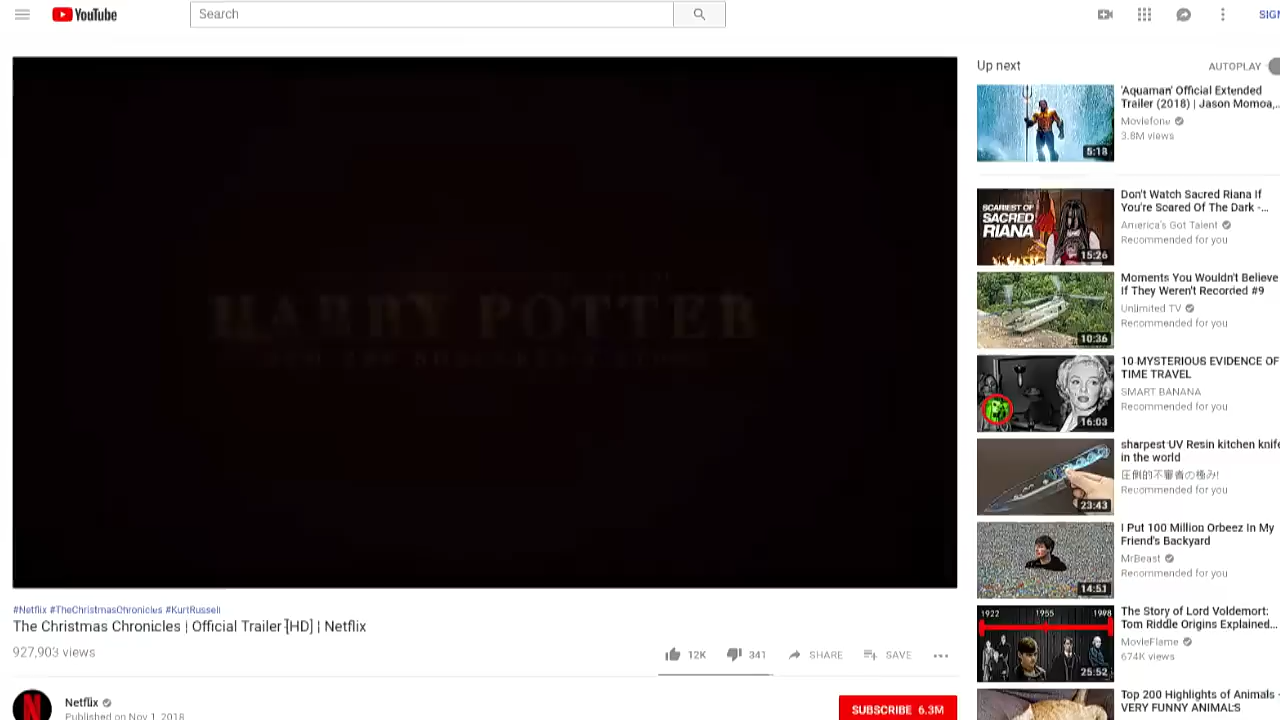 YouTube
Search
SIGN
HARRY POTTER
#Netflix #TheChristmasChronicles #KurtRussell
The Christmas Chronicles | Official Trailer [HD] | Netflix
927,903 views
12K
341
SHARE
SAVE
N
Netflix
Published on Nov 1, 2018
SUBSCRIBE 6.3M
Up next
AUTOPLAY
5:18
'Aquaman' Official Extended
Trailer (2018) | Jason Momoa,...
Moviefone
3.8M views
SCARIEST OF
SACRED
RIANA
15:26
Don't Watch Sacred Riana If
You're Scared Of The Dark -...
America's Got Talent
Recommended for you
10:36
Moments You Wouldn't Believe
If They Weren't Recorded #9
Unlimited TV
Recommended for you
16:03
10 MYSTERIOUS EVIDENCE OF
TIME TRAVEL
SMART BANANA
Recommended for you
23:43
sharpest UV Resin kitchen knife
in the world
圧倒的不審者の極み!
Recommended for you
14:51
I Put 100 Million Orbeez In My
Friend's Backyard
MrBeast
Recommended for you
1922 1955 1998
25:52
The Story of Lord Voldemort:
Tom Riddle Origins Explained...
MovieFlame
674K views
Top 200 Highlights of Animals -
VERY FUNNY ANIMALS